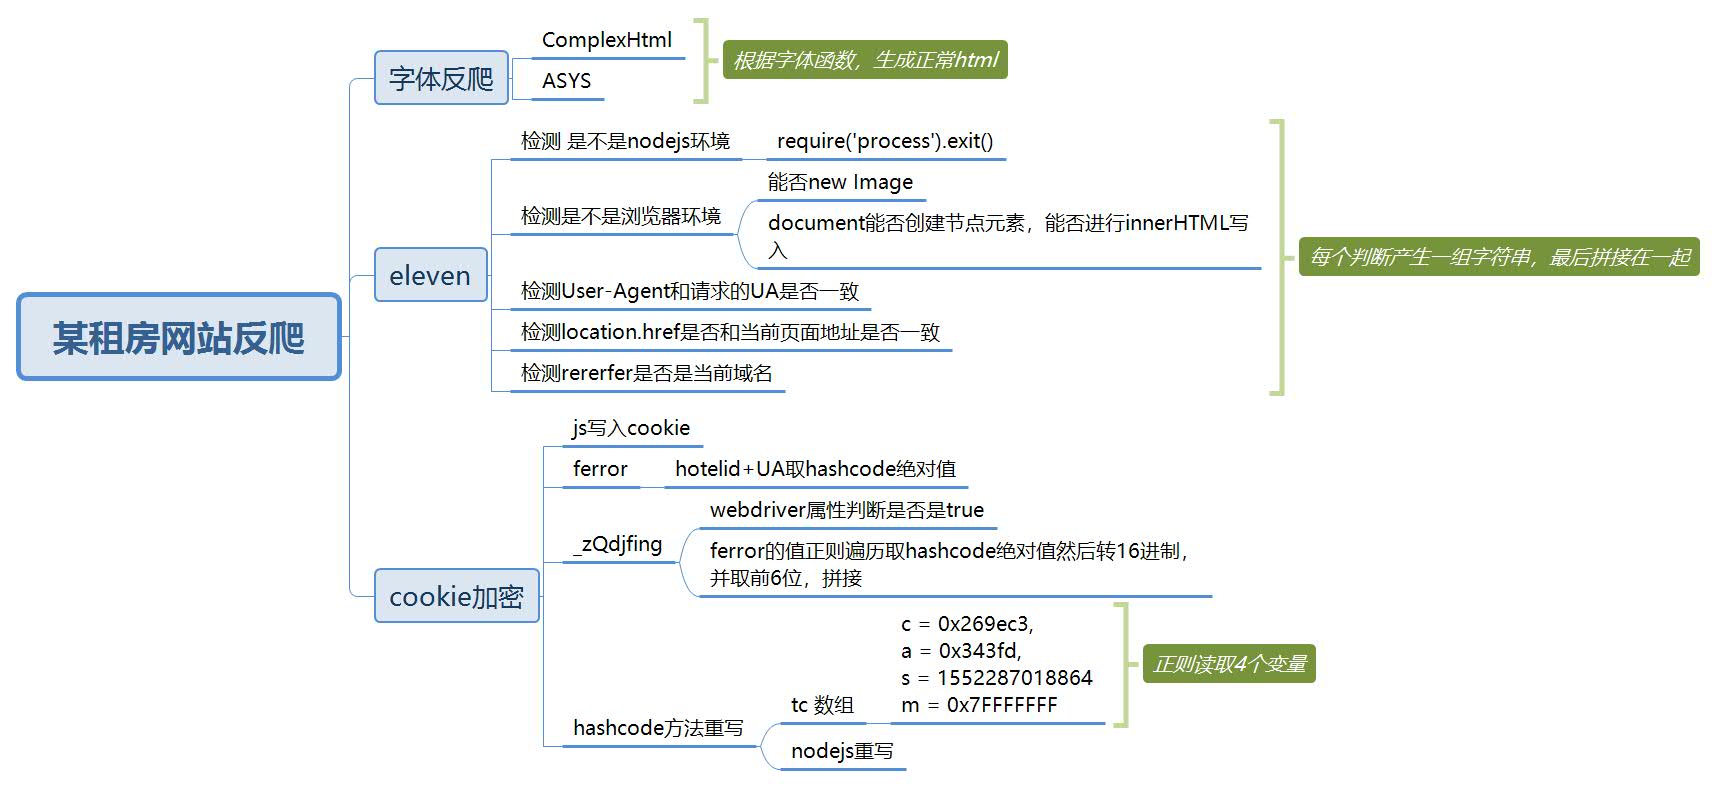 某租房网站反爬
字体反爬
ComplexHtml
ASYS
根据字体函数，生成正常html
eleven
检测 是不是nodejs环境
require('process').exit()
检测是不是浏览器环境
能否new Image
document能否创建节点元素，能否进行innerHTML写
入
检测User-Agent和请求的UA是否一致
检测location.href是否和当前页面地址是否一致
检测rererfer是否是当前域名
每个判断产生一组字符串，最后拼接在一起
cookie加密
js写入cookie
ferror
hotelid+UA取hashcode绝对值
_zQdjfing
webdriver属性判断是否是true
ferror的值正则遍历取hashcode绝对值然后转16进制，
并取前6位，拼接
hashcode方法重写
tc 数组
c = 0x269ec3,
a = 0x343fd,
s = 1552287018864
m = 0x7FFFFFFF
正则读取4个变量
nodejs重写